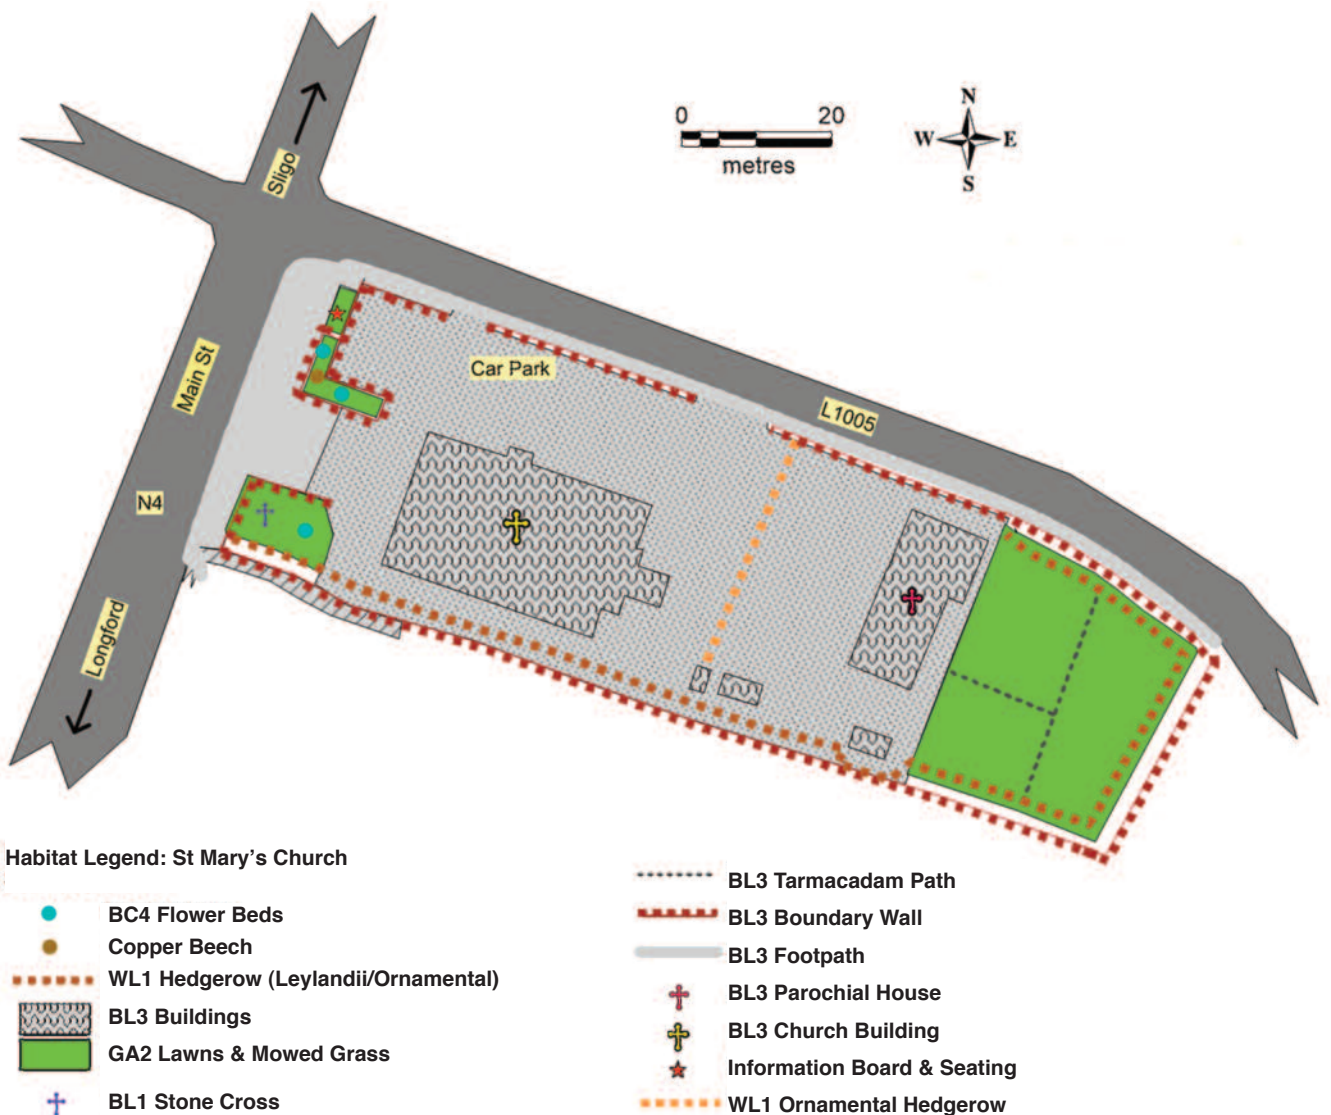 Sligo
0 20
metres
N
W E
S
Main St
Car Park
L1005
N4
Longford
Habitat Legend: St Mary's Church
BC4 Flower Beds
Copper Beech
WL1 Hedgerow (Leylandii/Ornamental)
BL3 Buildings
GA2 Lawns & Mowed Grass
BL1 Stone Cross
BL3 Tarmacadam Path
BL3 Boundary Wall
BL3 Footpath
BL3 Parochial House
BL3 Church Building
Information Board & Seating
WL1 Ornamental Hedgerow